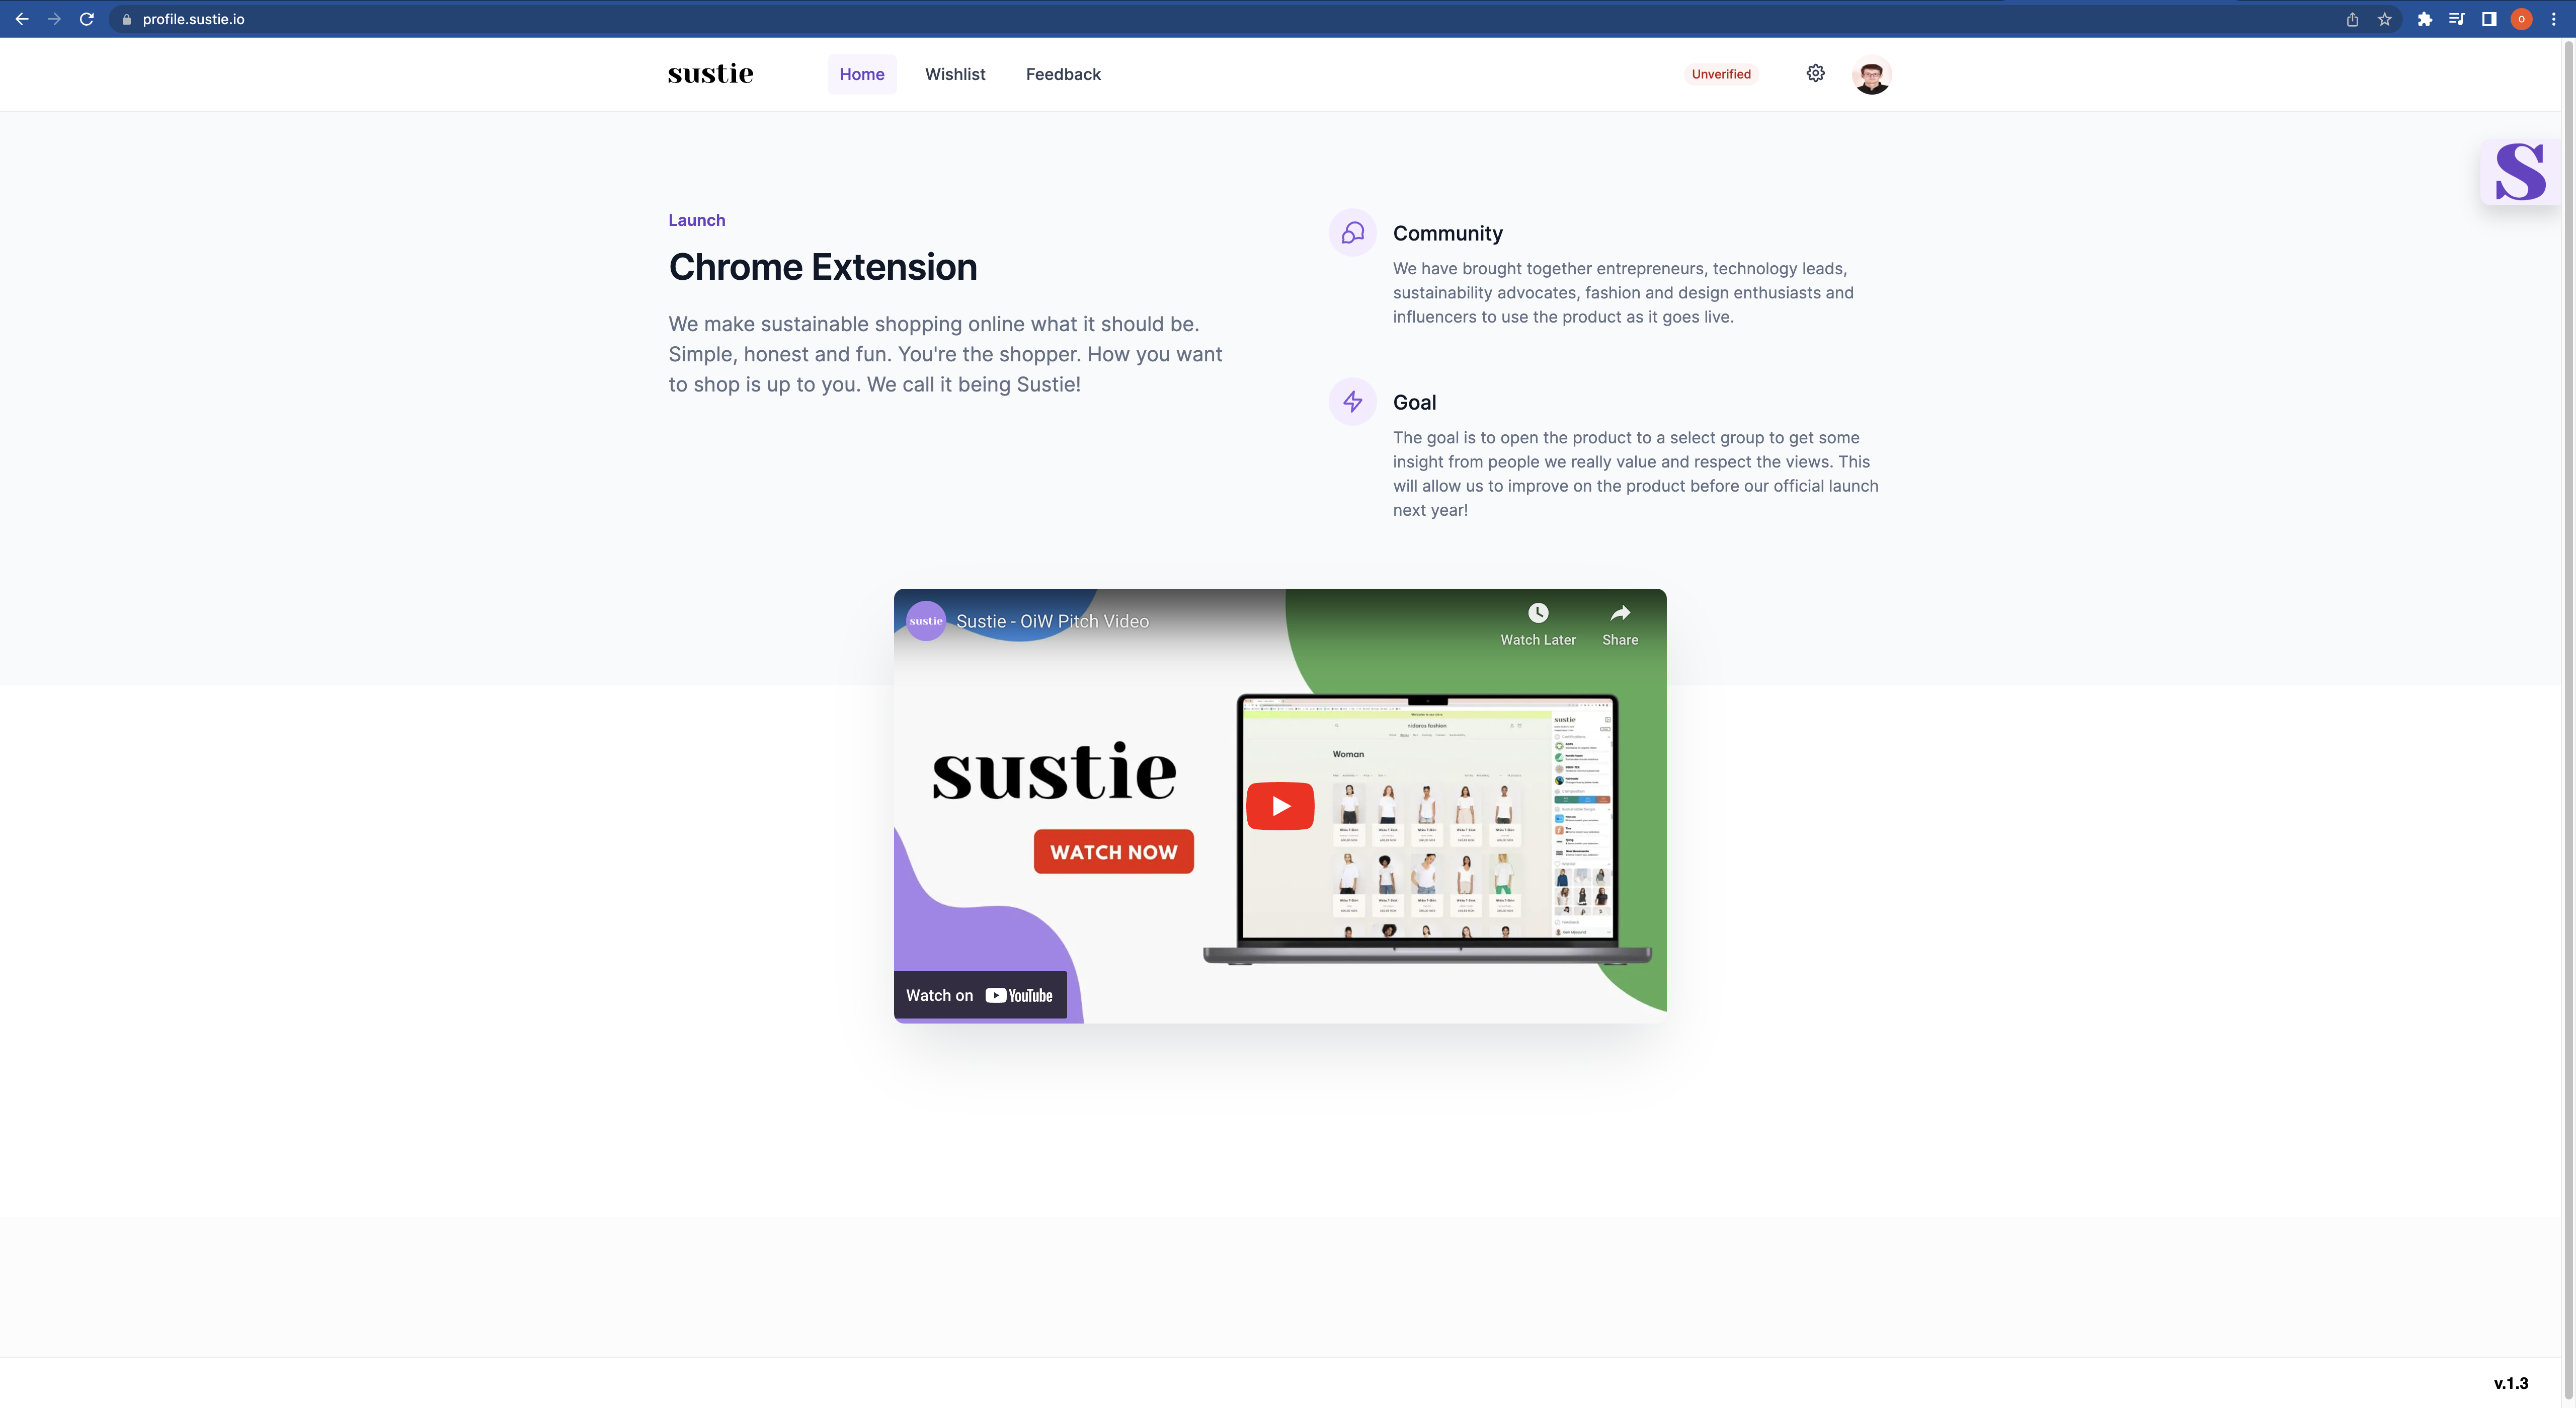 profile.sustie.io
sustie
Home
Wishlist
Feedback
Unverified
S
Launch
Chrome Extension
We make sustainable shopping online what it should be.
Simple, honest and fun. You're the shopper. How you want
to shop is up to you. We call it being Sustie!
Community
We have brought together entrepreneurs, technology leads,
sustainability advocates, fashion and design enthusiasts and
influencers to use the product as it goes live.
Goal
The goal is to open the product to a select group to get some
insight from people we really value and respect the views. This
will allow us to improve on the product before our official launch
next year!
sustie
Sustie - OiW Pitch Video
Watch Later
Share
sustie
WATCH NOW
Woman
sustie
Watch on YouTube
v.1.3